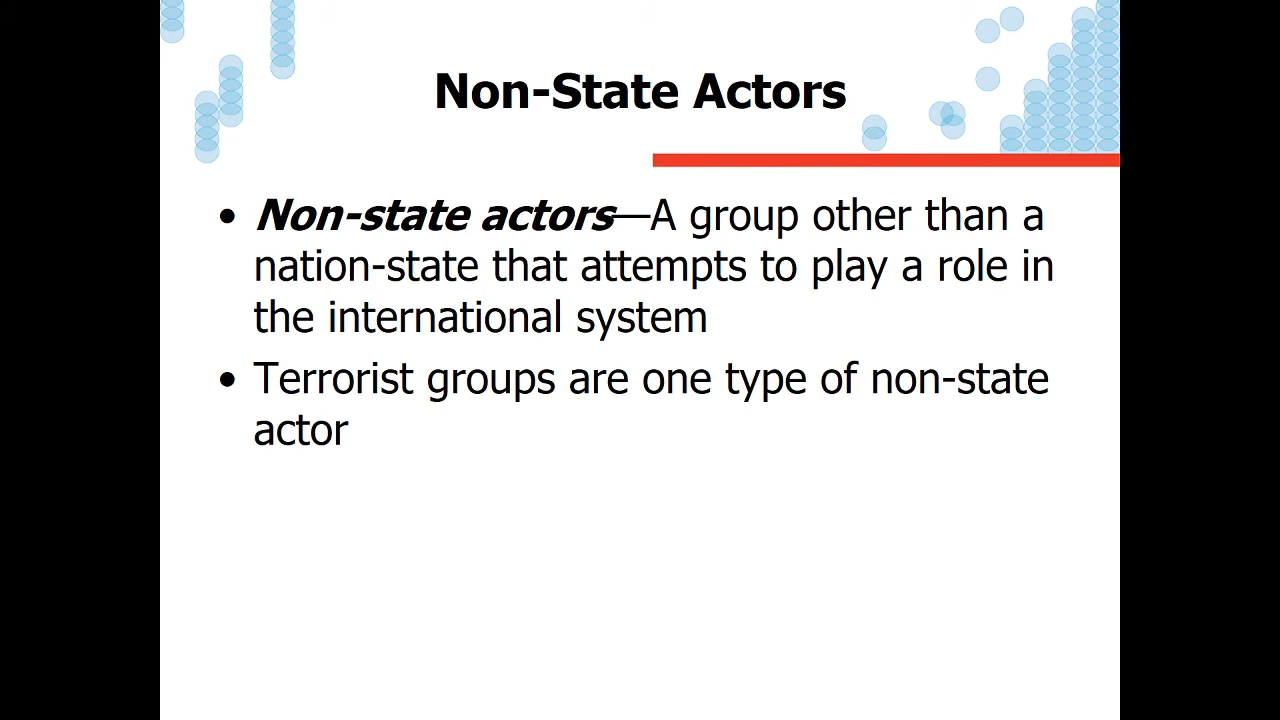 Non-State Actors
• Non-state actors—A group other than a
nation-state that attempts to play a role in
the international system
• Terrorist groups are one type of non-state
actor